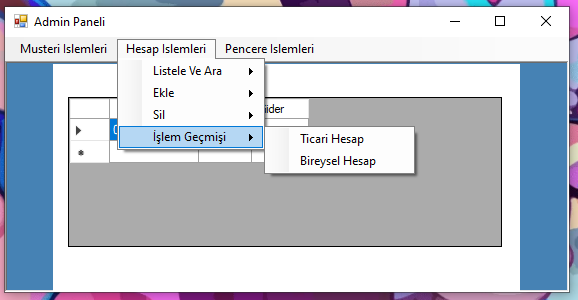 Admin Paneli
Musteri Islemleri Hesap Islemleri Pencere Islemleri
Listele Ve Ara
Ekle
Sil
İşlem Geçmişi
Ticari Hesap
Bireysel Hesap